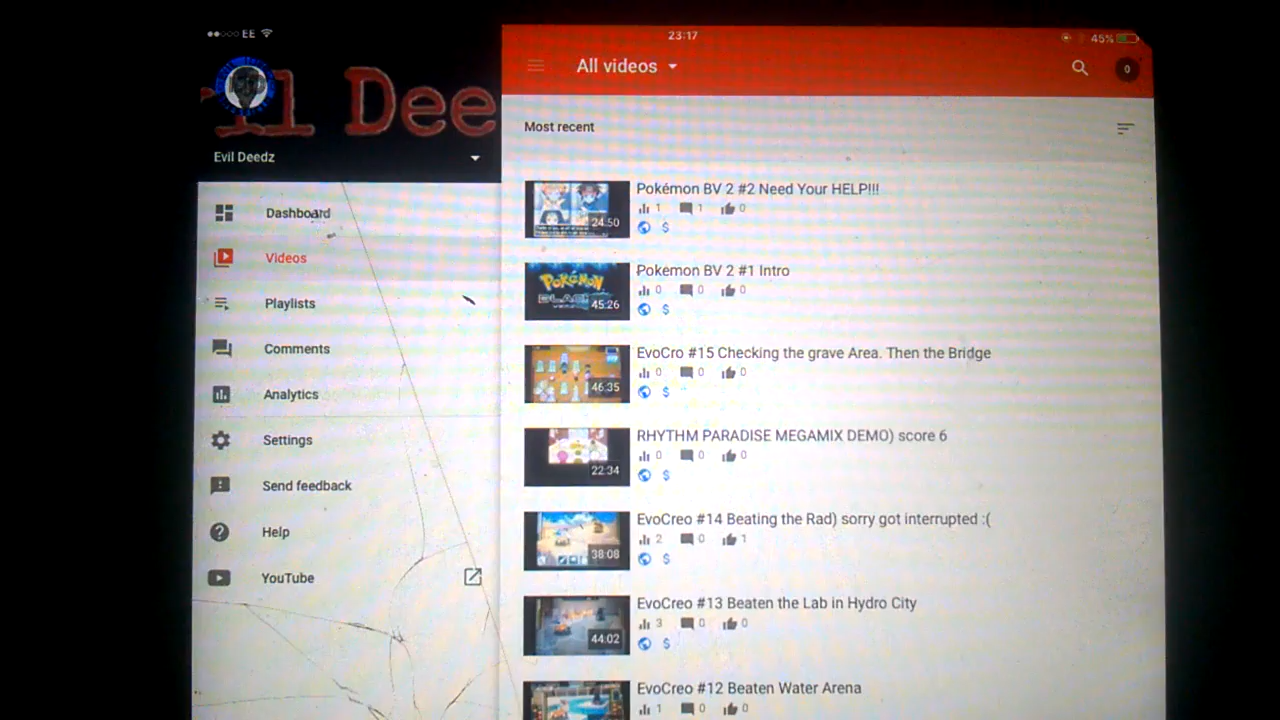 EE
23:17
45%
il Dee
Evil Deedz
Dashboard
Videos
Playlists
Comments
Analytics
Settings
Send feedback
Help
YouTube
All videos
0
Most recent
Pokémon BV 2 #2 Need Your HELP!!!
1 1 0
$
24:50
Pokemon BV 2 #1 Intro
0 0 0
$
POKÉMON
45:26
EvoCro #15 Checking the grave Area. Then the Bridge
0 0 0
$
46:35
RHYTHM PARADISE MEGAMIX DEMO) score 6
0 0 0
$
22:34
EvoCreo #14 Beating the Rad) sorry got interrupted :(
2 0 1
$
38:08
EvoCreo #13 Beaten the Lab in Hydro City
3 0 0
$
44:02
EvoCreo #12 Beaten Water Arena
1 0 0